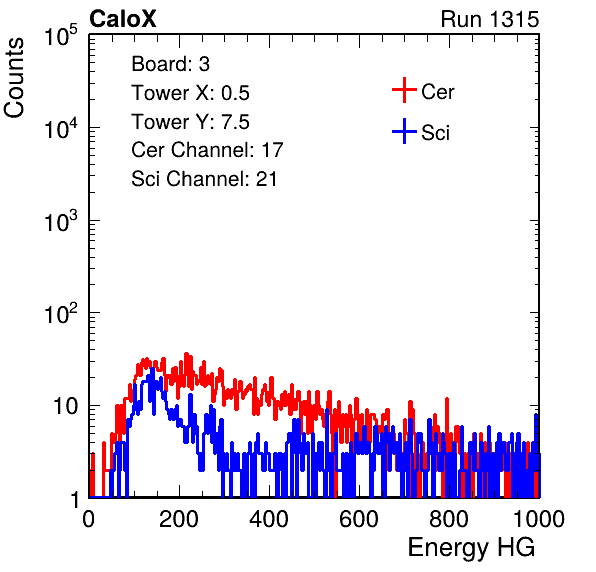 CaloX Run 1315
Counts
10^5
10^4
10^3
10^2
10
1
Board: 3
Tower X: 0.5
Tower Y: 7.5
Cer Channel: 17
Sci Channel: 21
Cer
Sci
0 200 400 600 800 1000
Energy HG